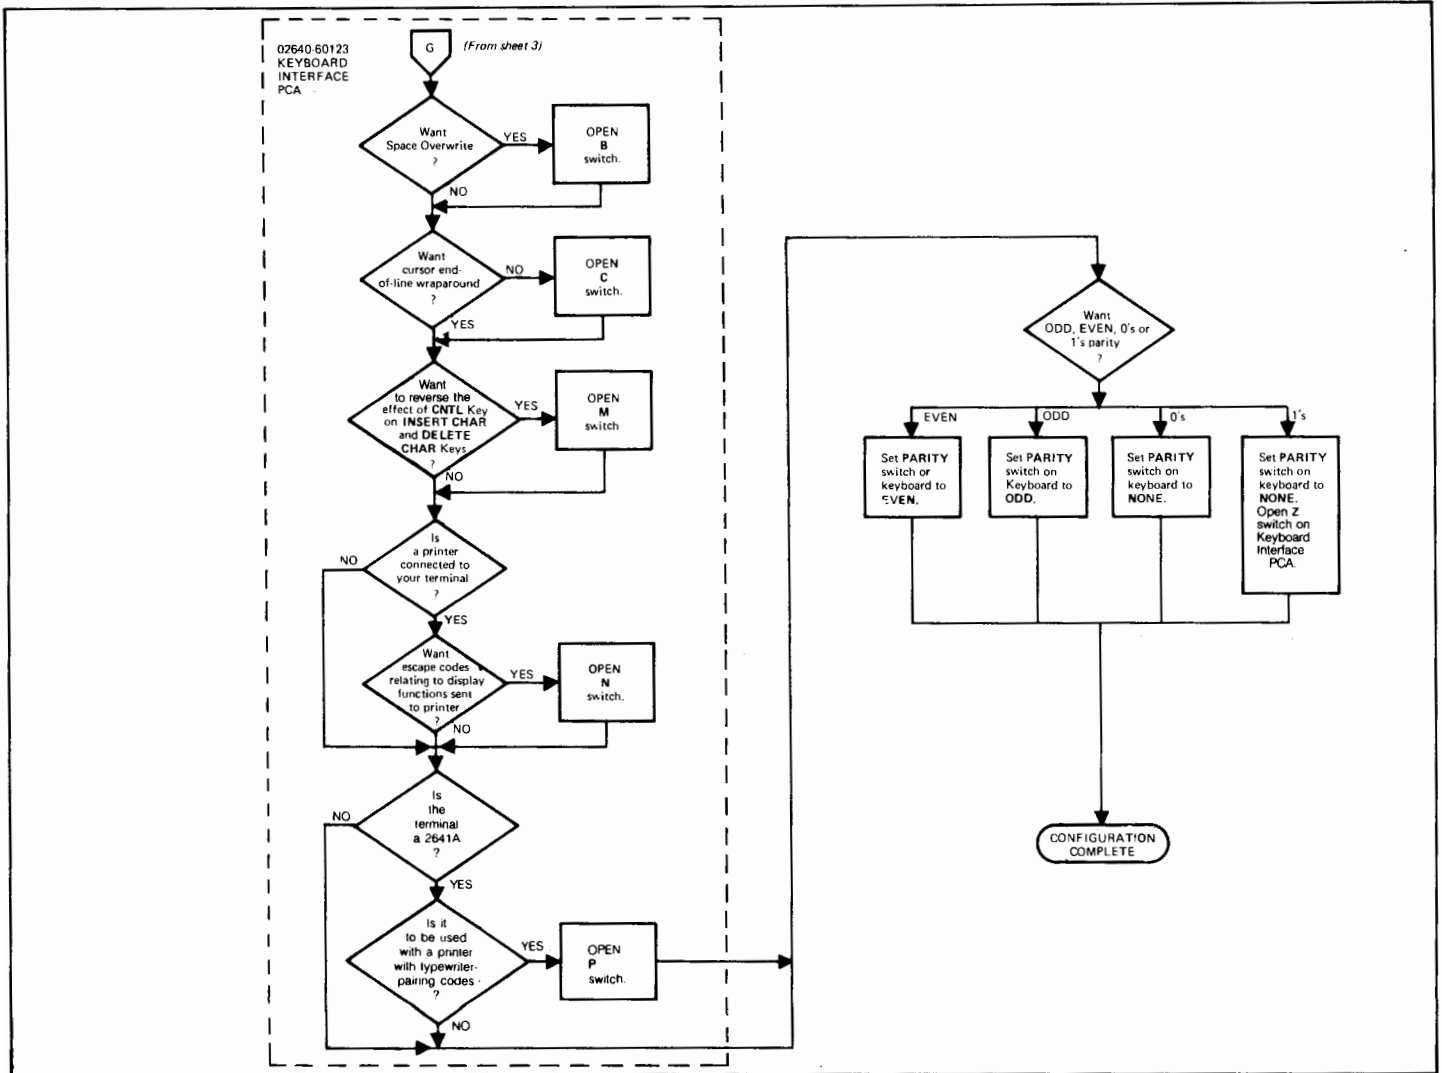 02640-60123
KEYBOARD
INTERFACE
PCA
G
(From sheet 3)
Want
Space Overwrite
?
YES
OPEN
B
switch.
NO
Want
cursor end-
of-line wraparound
?
NO
OPEN
C
switch.
YES
Want
to reverse the
effect of CNTL Key
on INSERT CHAR
and DELETE
CHAR Keys
?
YES
OPEN
M
switch
NO
Is
a printer
connected to
your terminal
?
NO
YES
Want
escape codes
relating to display
functions sent
to printer
?
YES
OPEN
N
switch.
NO
Is
the
terminal
a 2641A
?
NO
YES
Is it
to be used
with a printer
with typewriter-
pairing codes
?
YES
OPEN
P
switch.
NO
Want
ODD, EVEN, 0's or
1's parity
?
EVEN
Set PARITY
switch or
keyboard to
EVEN.
ODD
Set PARITY
switch on
Keyboard to
ODD.
0's
Set PARITY
switch on
keyboard to
NONE.
1's
Set PARITY
switch on
keyboard to
NONE.
Open Z
switch on
Keyboard
Interface
PCA.
CONFIGURATION
COMPLETE